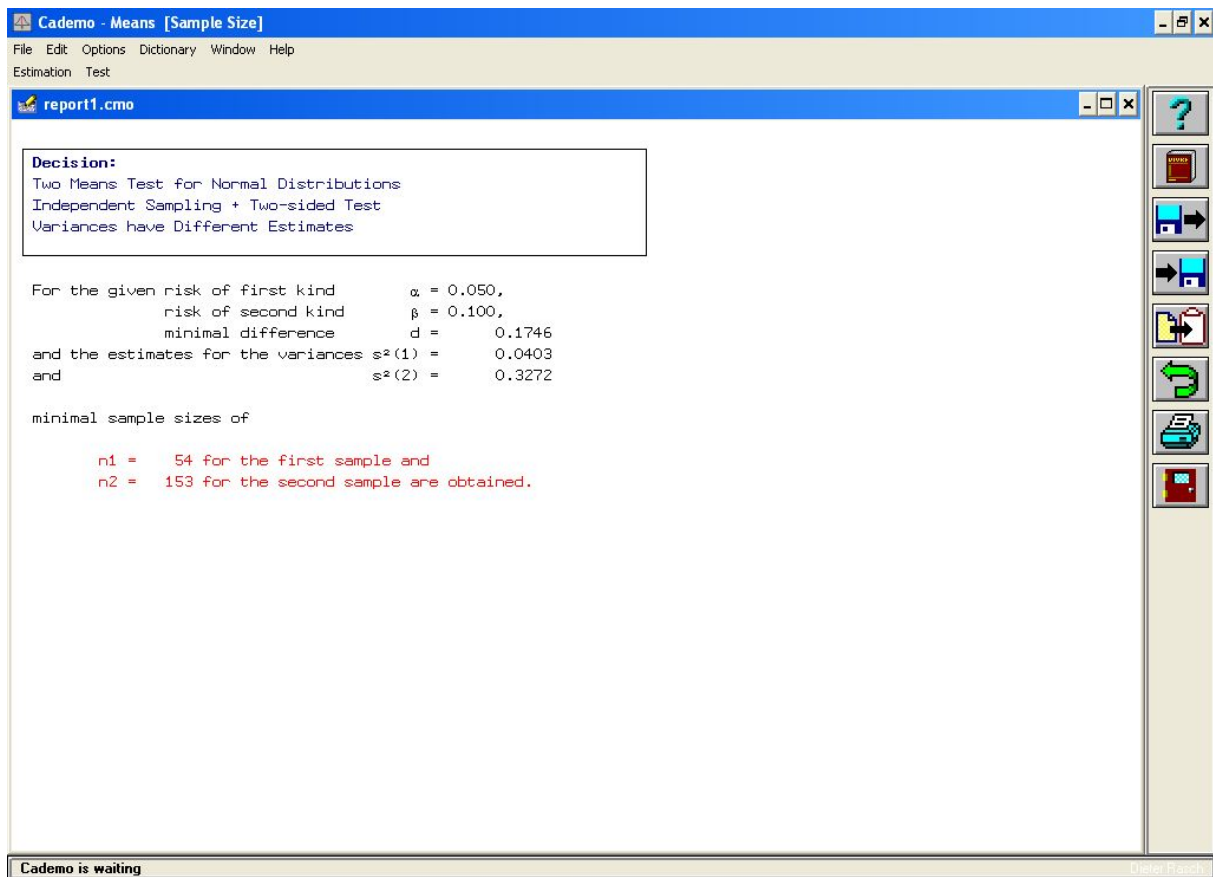 Cademo - Means [Sample Size]
File Edit Options Dictionary Window Help
Estimation Test
report1.cmo
Decision:
Two Means Test for Normal Distributions
Independent Sampling + Two-sided Test
Variances have Different Estimates
For the given risk of first kind α = 0.050,
risk of second kind β = 0.100,
minimal difference d = 0.1746
and the estimates for the variances s²(1) = 0.0403
and s²(2) = 0.3272
minimal sample sizes of
n1 = 54 for the first sample and
n2 = 153 for the second sample are obtained.
Cademo is waiting
Dieter Rasch